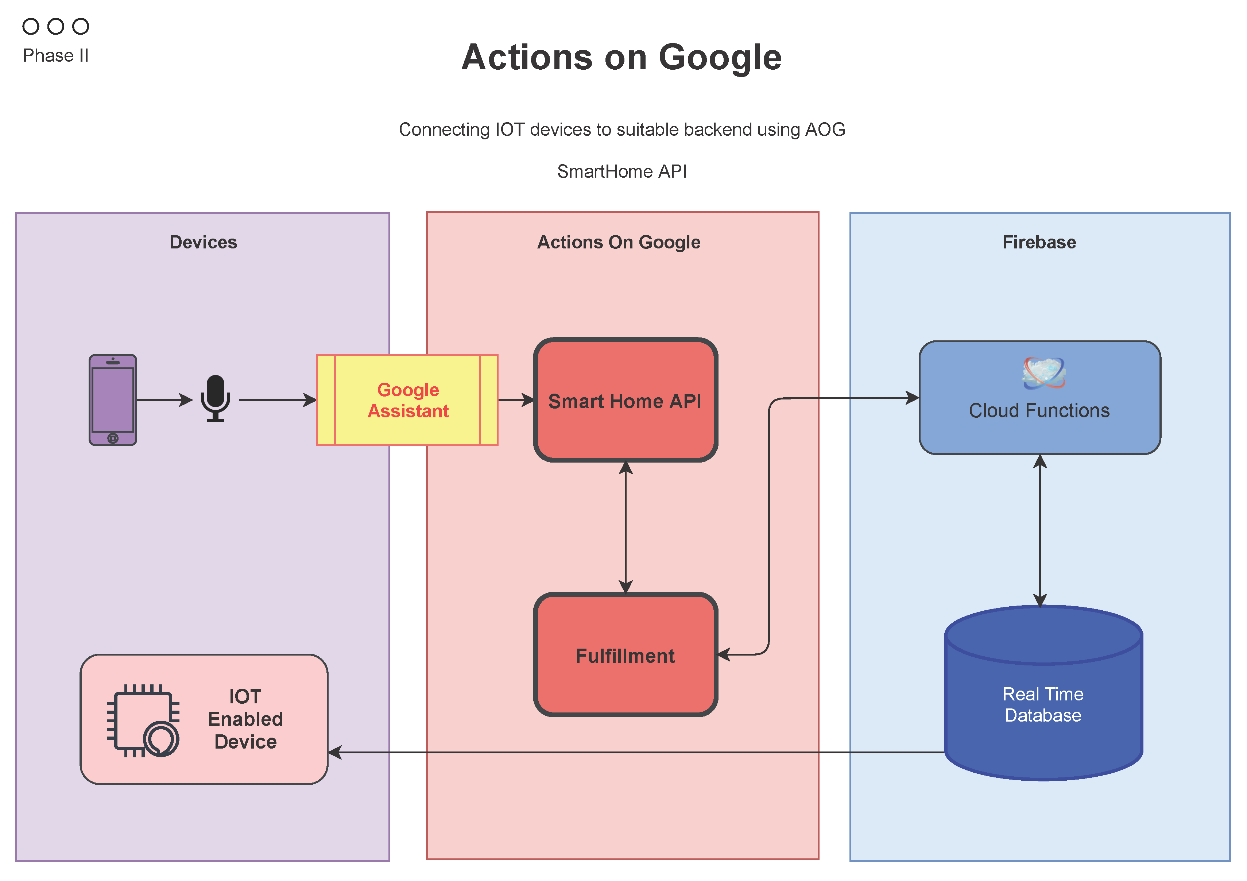 Phase II
Actions on Google
Connecting IOT devices to suitable backend using AOG
SmartHome API
Devices
Actions On Google
Firebase
Google
Assistant
Smart Home API
Cloud Functions
Fulfillment
IOT
Enabled
Device
Real Time
Database